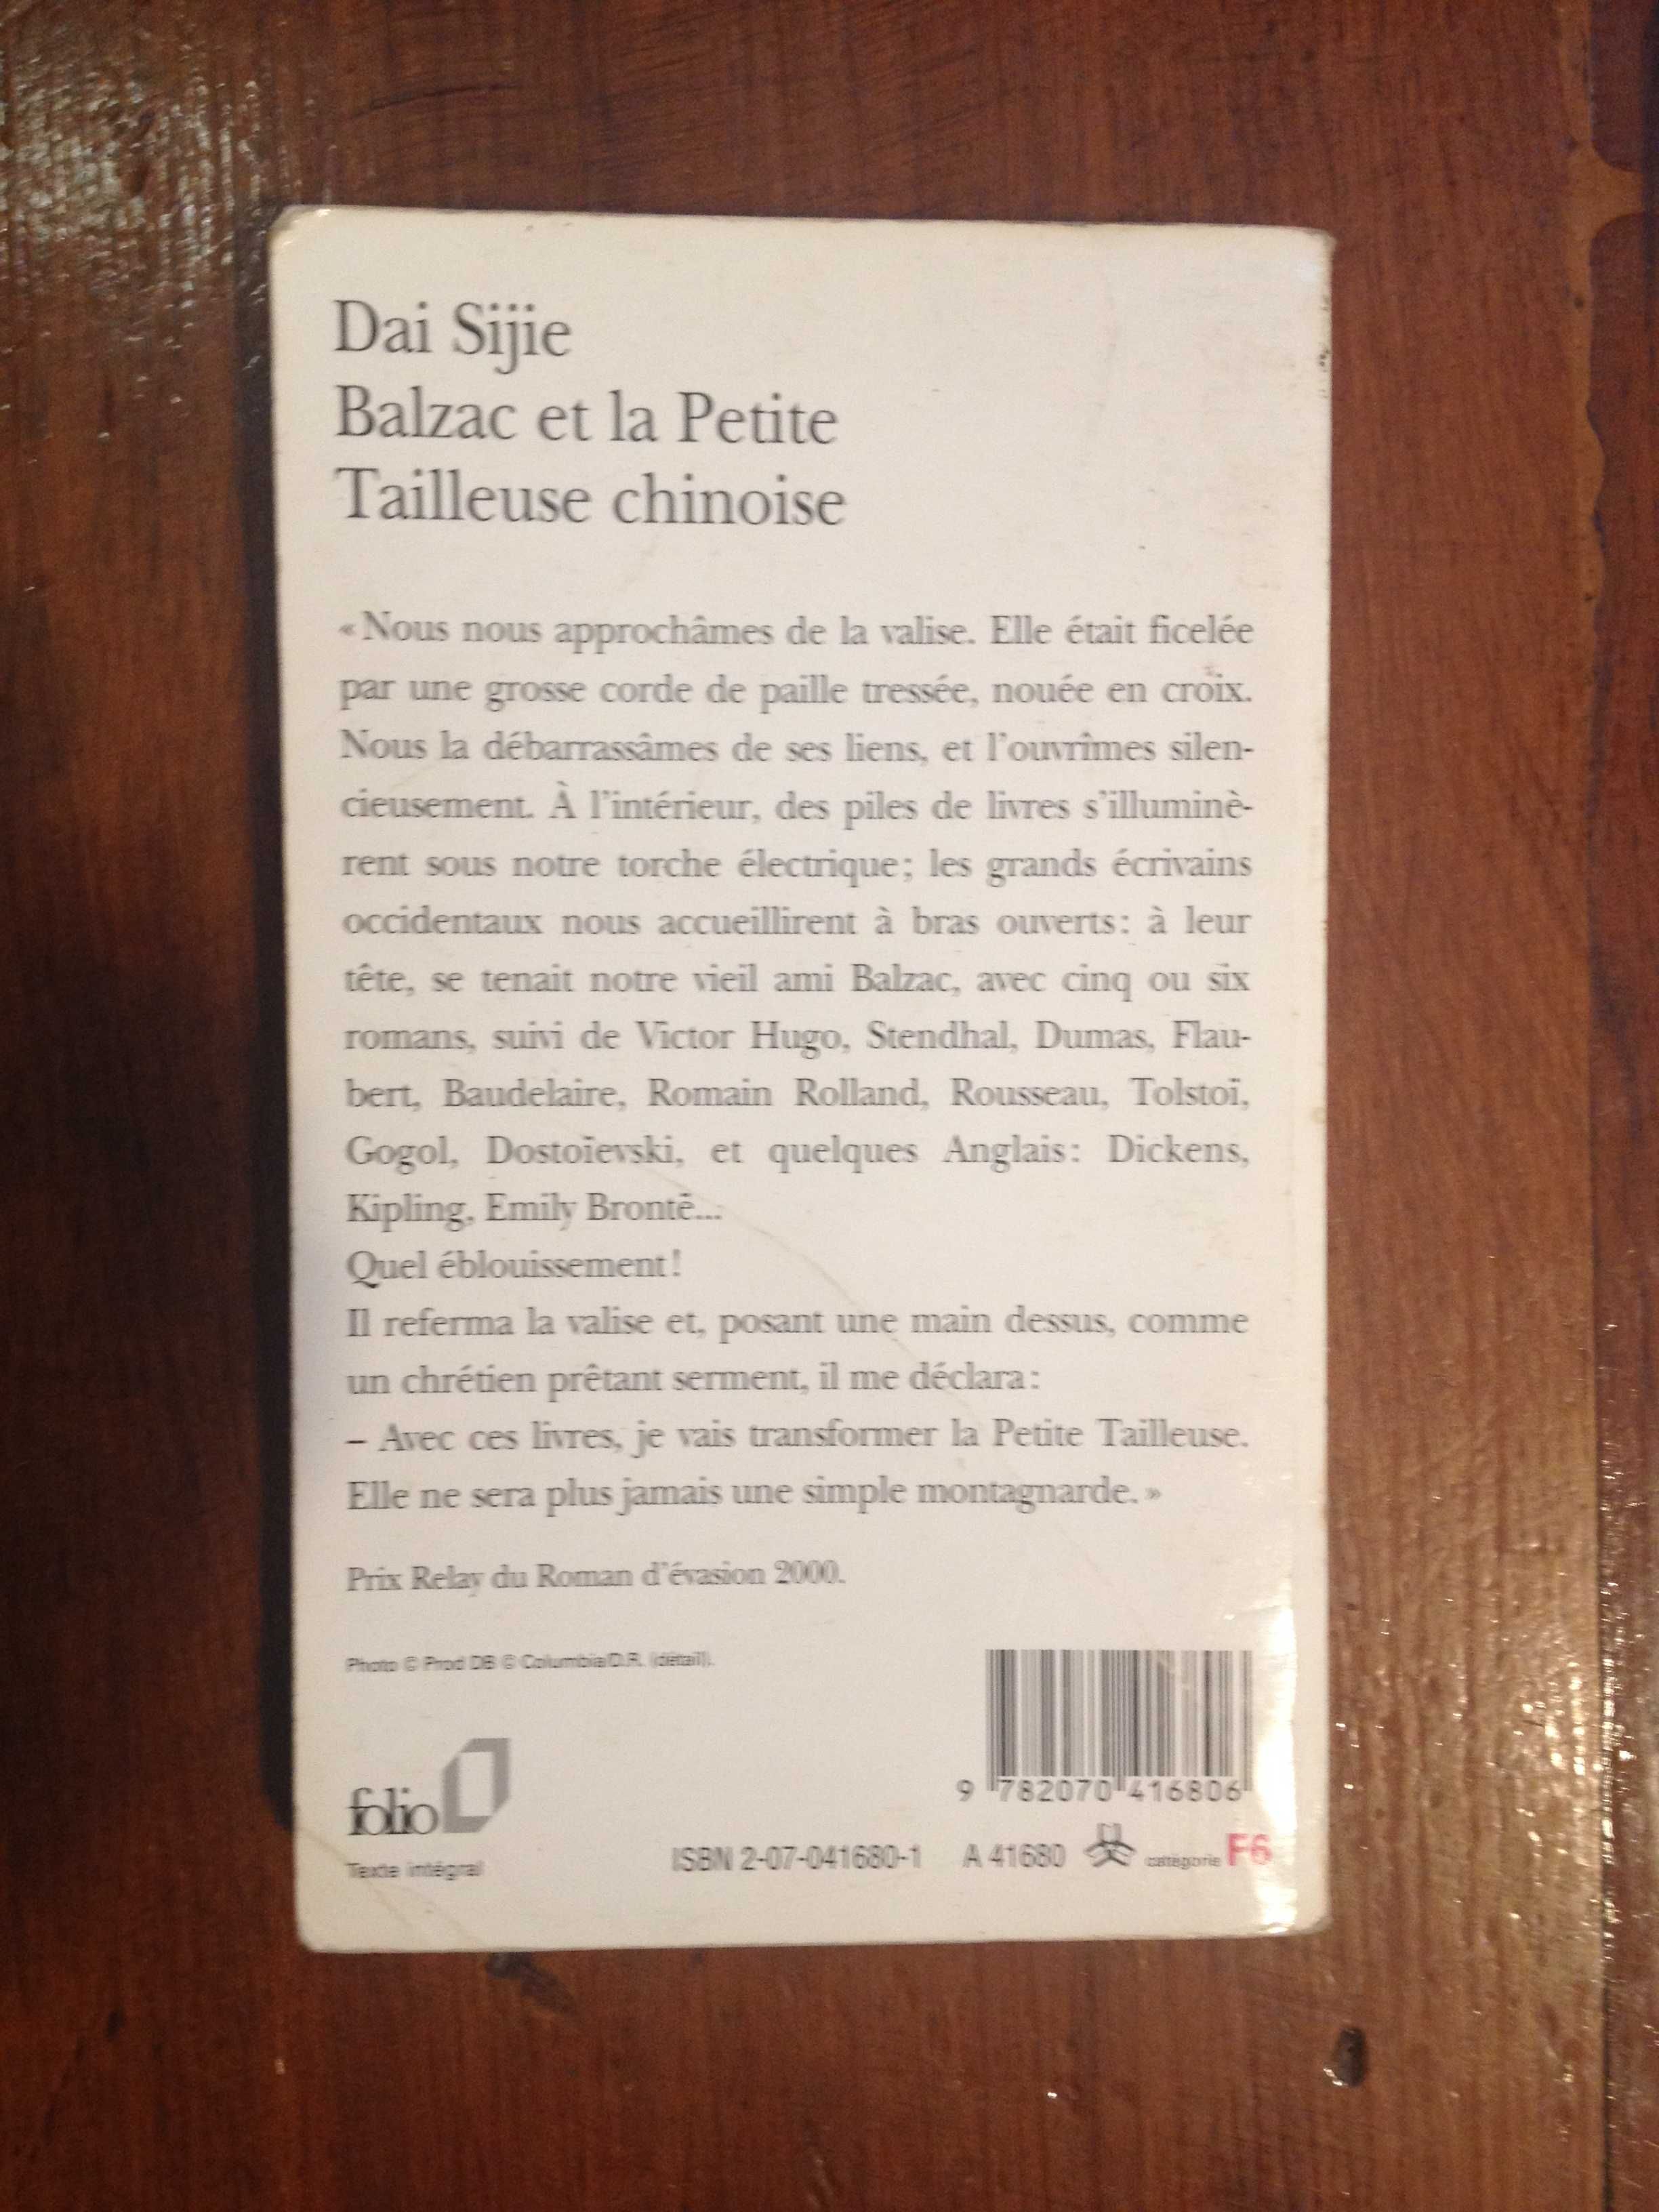 Dai Sijie
Balzac et la Petite
Tailleuse chinoise
« Nous nous approchâmes de la valise. Elle était ficelée
par une grosse corde de paille tressée, nouée en croix.
Nous la débarrassâmes de ses liens, et l'ouvrîmes silen-
cieusement. À l'intérieur, des piles de livres s'illuminè-
rent sous notre torche électrique; les grands écrivains
occidentaux nous accueillirent à bras ouverts: à leur
tête, se tenait notre vieil ami Balzac, avec cinq ou six
romans, suivi de Victor Hugo, Stendhal, Dumas, Flau-
bert, Baudelaire, Romain Rolland, Rousseau, Tolstoï,
Gogol, Dostoïevski, et quelques Anglais: Dickens,
Kipling, Emily Brontë...
Quel éblouissement!
Il referma la valise et, posant une main dessus, comme
un chrétien prêtant serment, il me déclara:
– Avec ces livres, je vais transformer la Petite Tailleuse.
Elle ne sera plus jamais une simple montagnarde. »
Prix Relay du Roman d'évasion 2000.
Photo © Prod DB © Columbia/D.R. (détail).
9 782070 416806
folio
Texte intégral
ISBN 2-07-041680-1 A 41680 catégorie F6